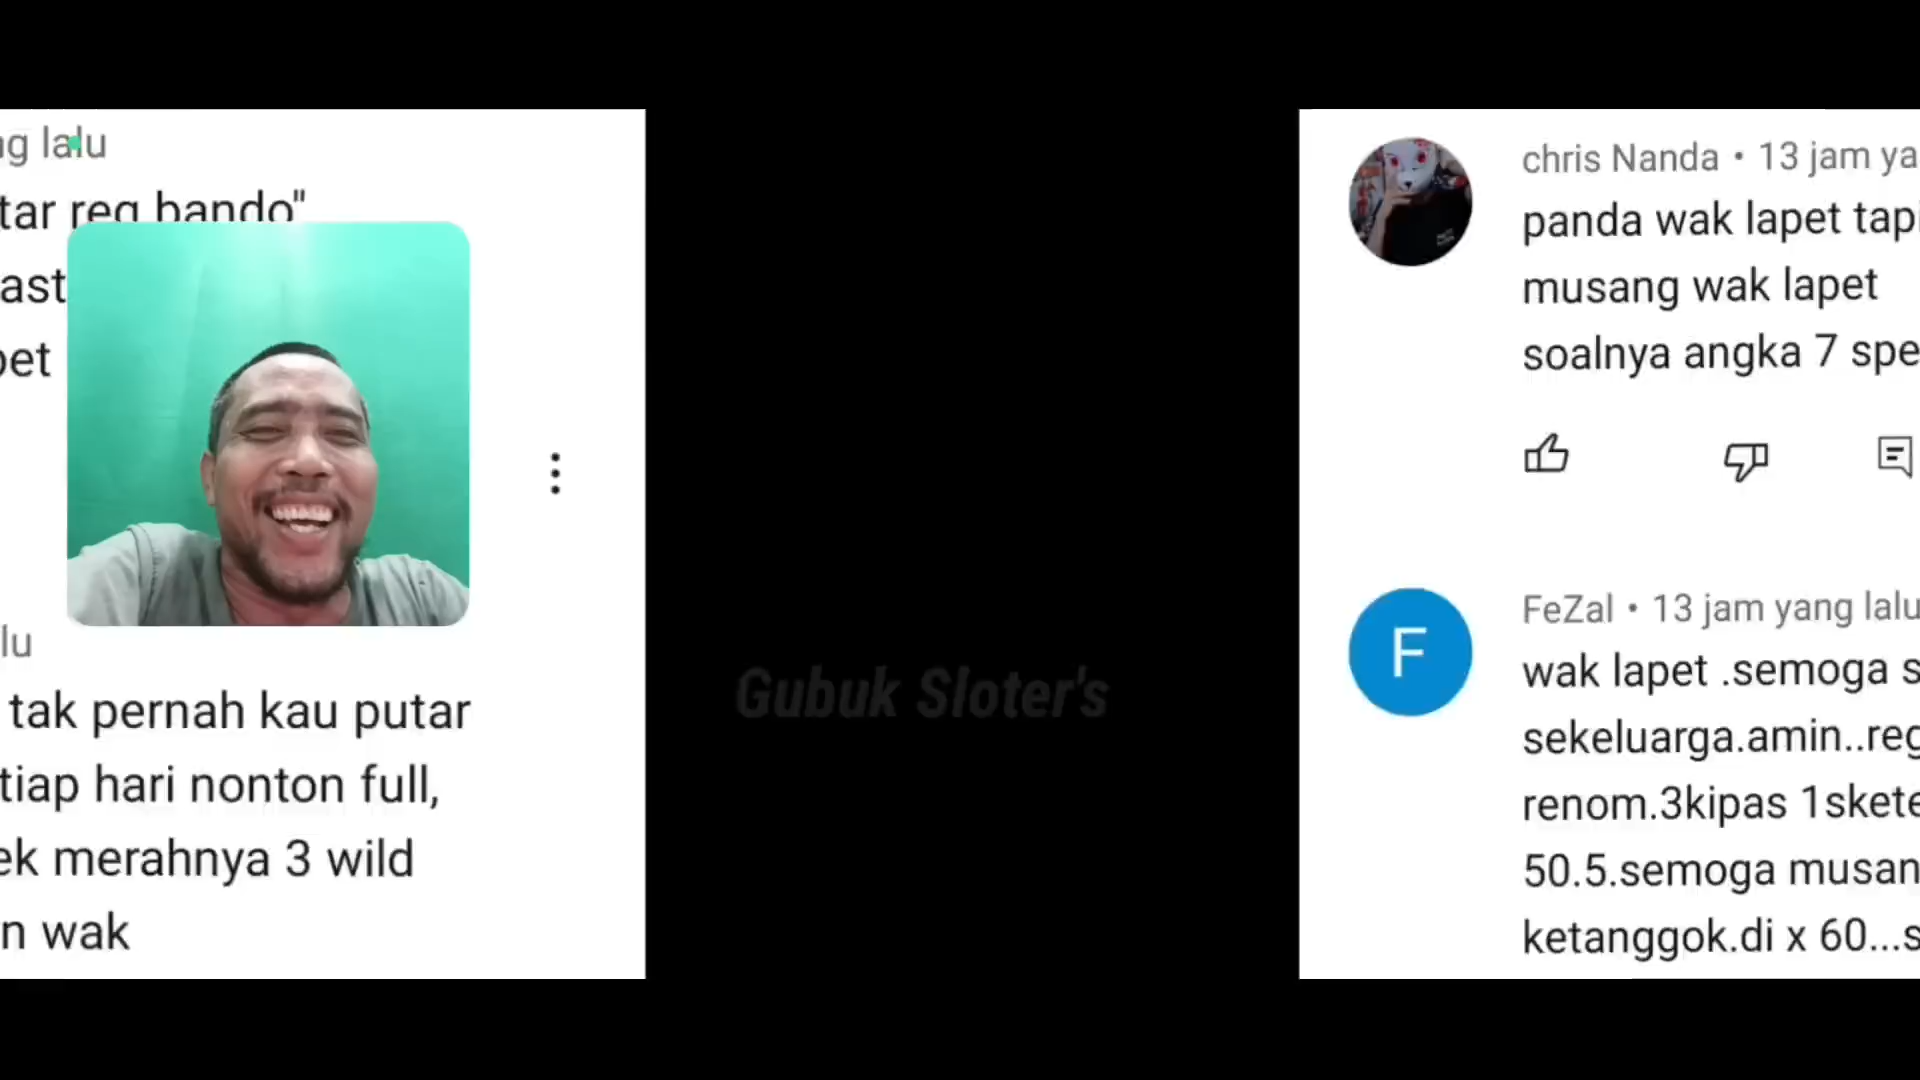 ng lalu
tar reg bando"
ast
pet
lu
tak pernah kau putar
tiap hari nonton full,
ek merahnya 3 wild
n wak
Gubuk Sloter's
chris Nanda • 13 jam ya
panda wak lapet tapi
musang wak lapet
soalnya angka 7 spe
F
FeZal • 13 jam yang lalu
wak lapet .semoga s
sekeluarga.amin..reg
renom.3kipas 1skete
50.5.semoga musan
ketanggok.di x 60...s